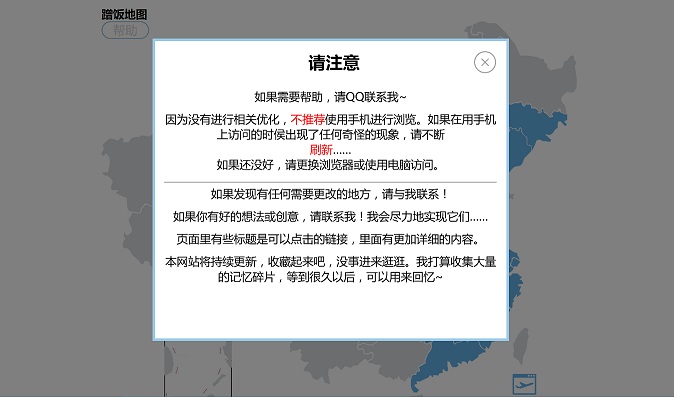 蹭饭地图
帮助
请注意
如果需要帮助，请QQ联系我~
因为没有进行相关优化，不推荐使用手机进行浏览。如果在用手机
上访问的时侯出现了任何奇怪的现象，请不断
刷新......
如果还没好，请更换浏览器或使用电脑访问。
如果发现有任何需要更改的地方，请与我联系！
如果你有好的想法或创意，请联系我！我会尽力地实现它们......
页面里有些标题是可以点击的链接，里面有更加详细的内容。
本网站将持续更新，收藏起来吧，没事进来逛逛。我打算收集大量
的记忆碎片，等到很久以后，可以用来回忆~